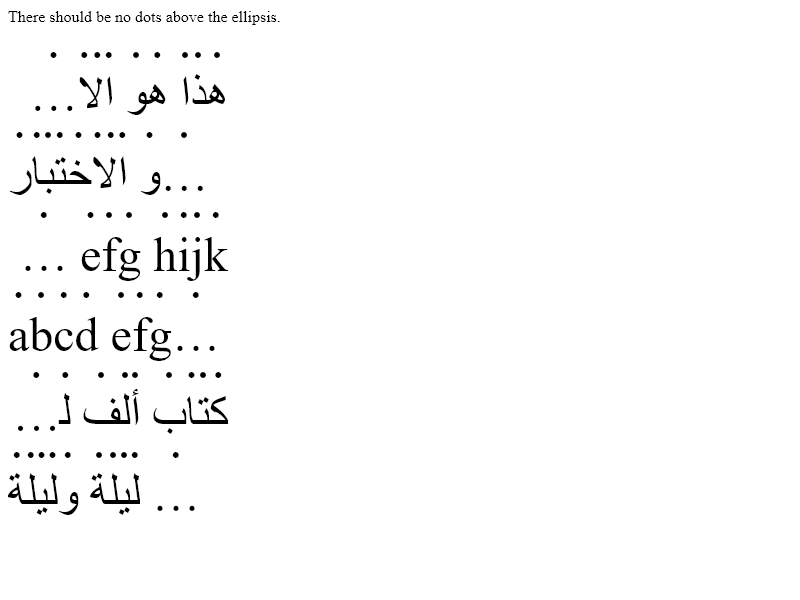 There should be no dots above the ellipsis.
هذا هو الا…
…و الاختبار
… efg hijk
abcd efg…
كتاب ألف لـ…
… ليلة وليلة